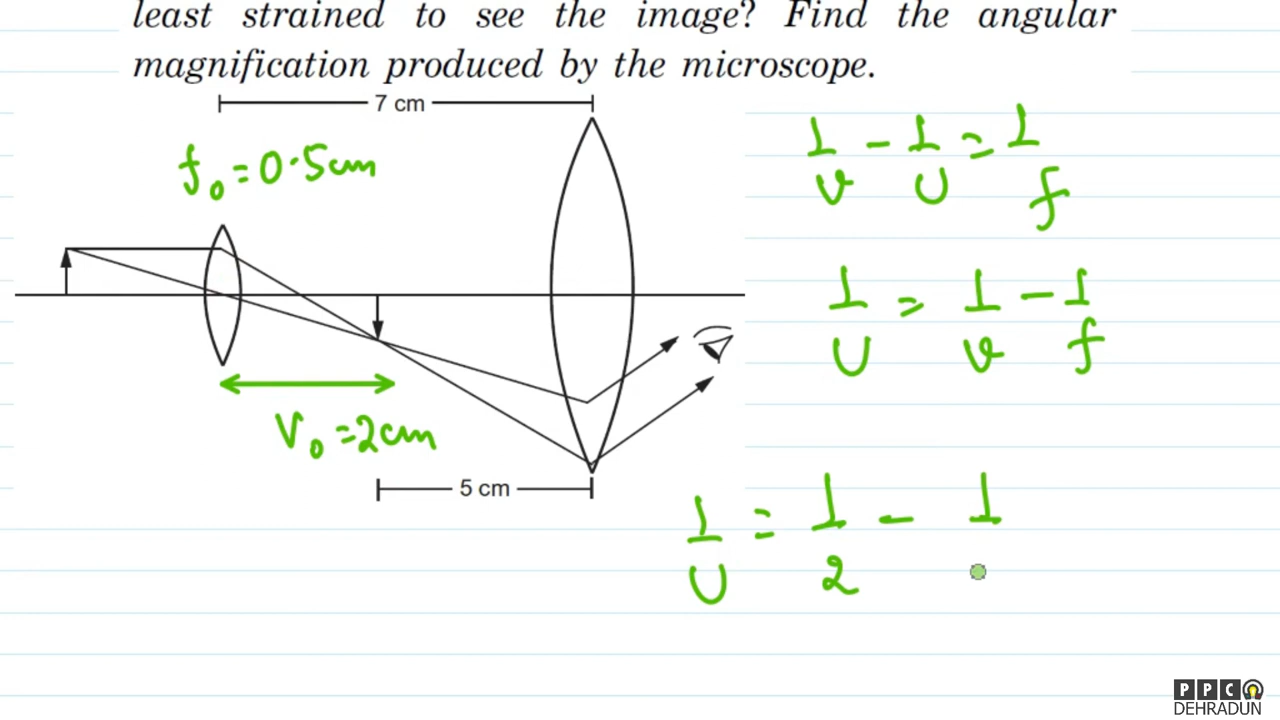 least strained to see the image? Find the angular
magnification produced by the microscope.
7 cm
f₀ = 0.5cm
1/v - 1/u = 1/f
1/u = 1/v - 1/f
V₀ = 2cm
5 cm
1/u = 1/2 - 1
PPC
DEHRADUN